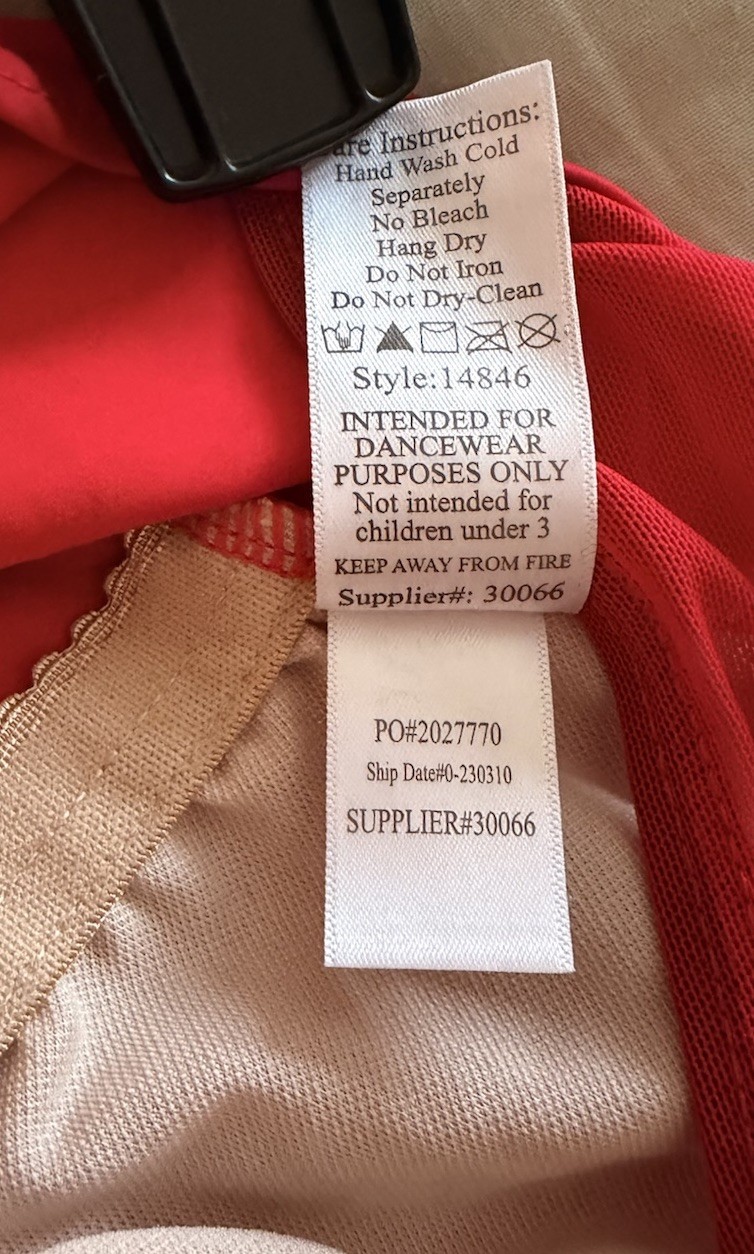 are Instructions:
Hand Wash Cold
Separately
No Bleach
Hang Dry
Do Not Iron
Do Not Dry-Clean
Style:14846
INTENDED FOR
DANCEWEAR
PURPOSES ONLY
Not intended for
children under 3
KEEP AWAY FROM FIRE
Supplier#: 30066
PO#2027770
Ship Date#0-230310
SUPPLIER#30066